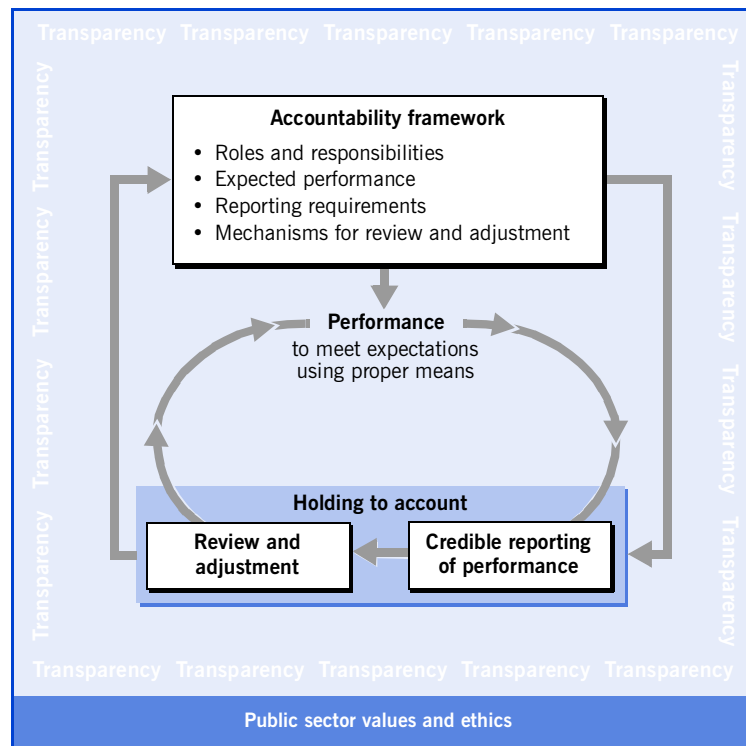 Transparency Transparency Transparency Transparency Transparency
Transparency
Transparency
Transparency
Transparency
Accountability framework
• Roles and responsibilities
• Expected performance
• Reporting requirements
• Mechanisms for review and adjustment
Performance
to meet expectations
using proper means
Holding to account
Review and
adjustment
Credible reporting
of performance
Transparency
Transparency
Transparency
Transparency
Transparency Transparency Transparency Transparency Transparency
Public sector values and ethics